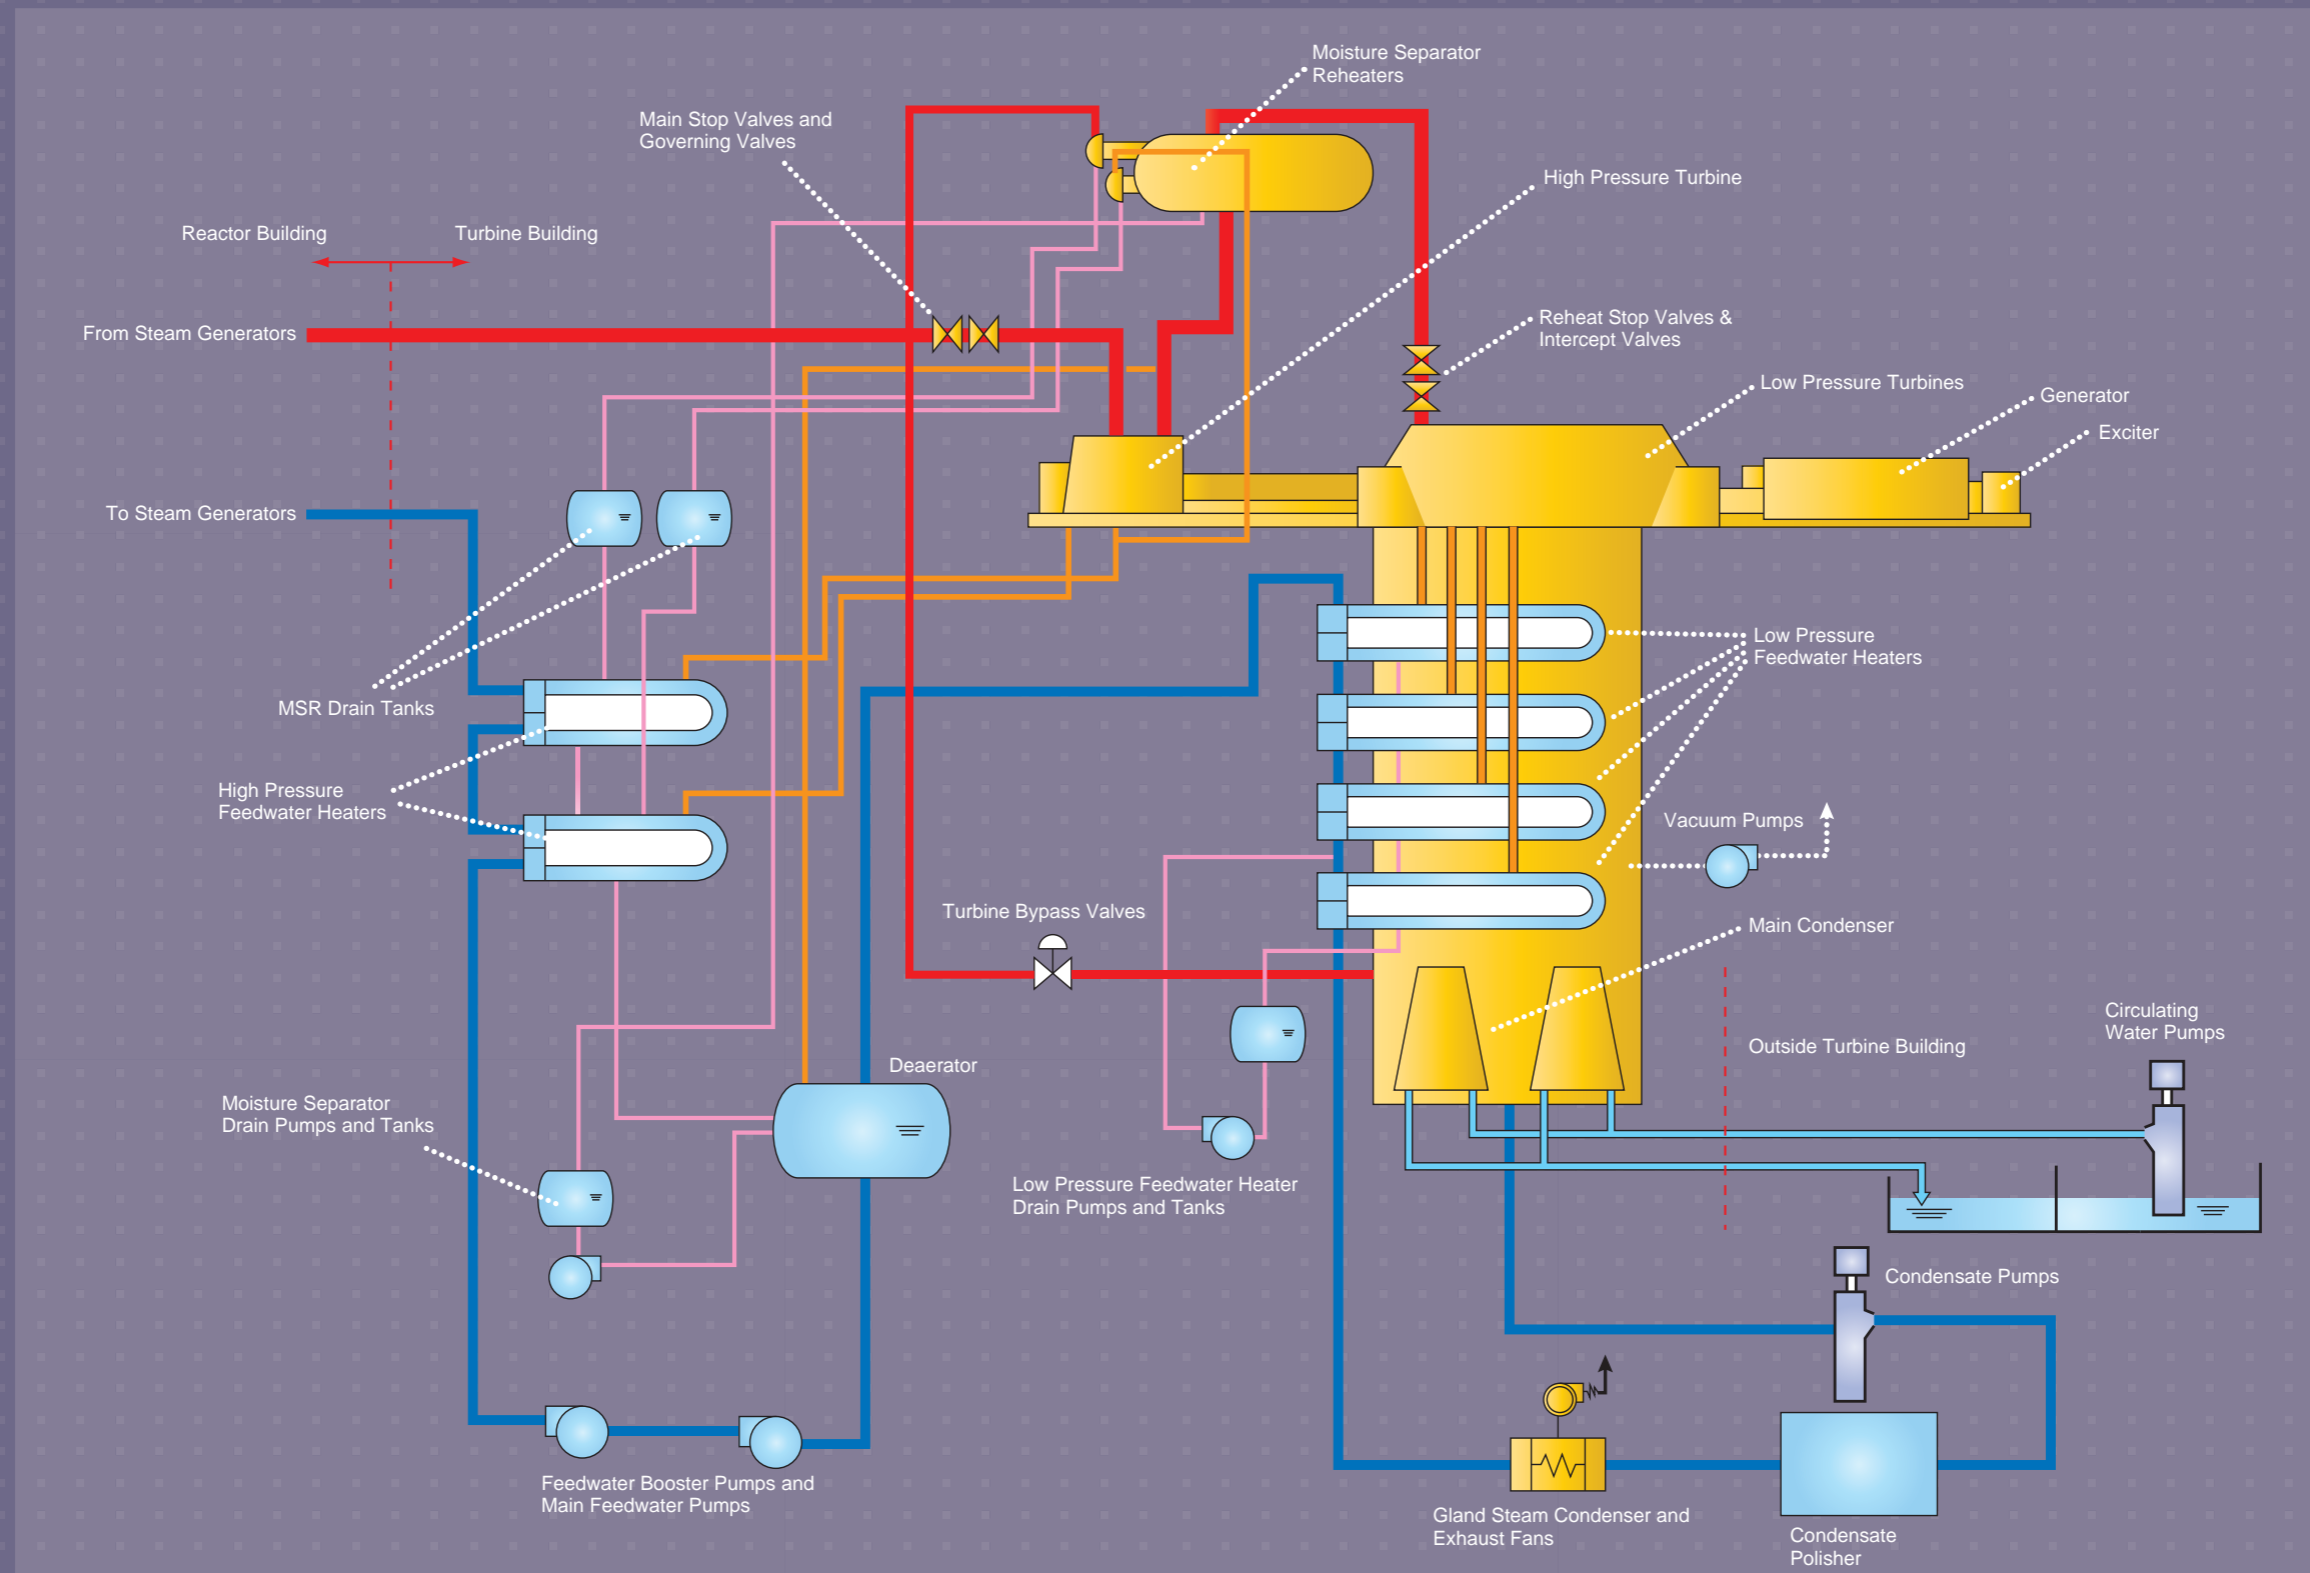 Moisture Separator
Reheaters
Main Stop Valves and
Governing Valves
High Pressure Turbine
Reactor Building
Turbine Building
From Steam Generators
Reheat Stop Valves &
Intercept Valves
Low Pressure Turbines
Generator
Exciter
To Steam Generators
Low Pressure
Feedwater Heaters
MSR Drain Tanks
High Pressure
Feedwater Heaters
Vacuum Pumps
Turbine Bypass Valves
Main Condenser
Circulating
Water Pumps
Outside Turbine Building
Deaerator
Moisture Separator
Drain Pumps and Tanks
Low Pressure Feedwater Heater
Drain Pumps and Tanks
Condensate Pumps
Feedwater Booster Pumps and
Main Feedwater Pumps
Gland Steam Condenser and
Exhaust Fans
Condensate
Polisher